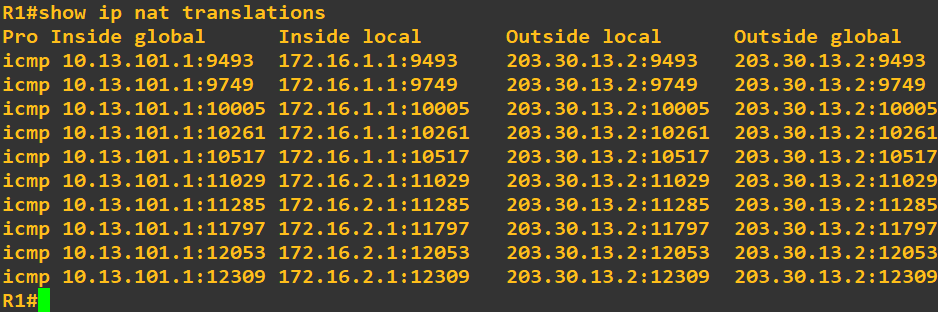 R1#show ip nat translations
Pro Inside global      Inside local       Outside local      Outside global
icmp 10.13.101.1:9493  172.16.1.1:9493    203.30.13.2:9493   203.30.13.2:9493
icmp 10.13.101.1:9749  172.16.1.1:9749    203.30.13.2:9749   203.30.13.2:9749
icmp 10.13.101.1:10005 172.16.1.1:10005   203.30.13.2:10005  203.30.13.2:10005
icmp 10.13.101.1:10261 172.16.1.1:10261   203.30.13.2:10261  203.30.13.2:10261
icmp 10.13.101.1:10517 172.16.1.1:10517   203.30.13.2:10517  203.30.13.2:10517
icmp 10.13.101.1:11029 172.16.2.1:11029   203.30.13.2:11029  203.30.13.2:11029
icmp 10.13.101.1:11285 172.16.2.1:11285   203.30.13.2:11285  203.30.13.2:11285
icmp 10.13.101.1:11797 172.16.2.1:11797   203.30.13.2:11797  203.30.13.2:11797
icmp 10.13.101.1:12053 172.16.2.1:12053   203.30.13.2:12053  203.30.13.2:12053
icmp 10.13.101.1:12309 172.16.2.1:12309   203.30.13.2:12309  203.30.13.2:12309
R1#